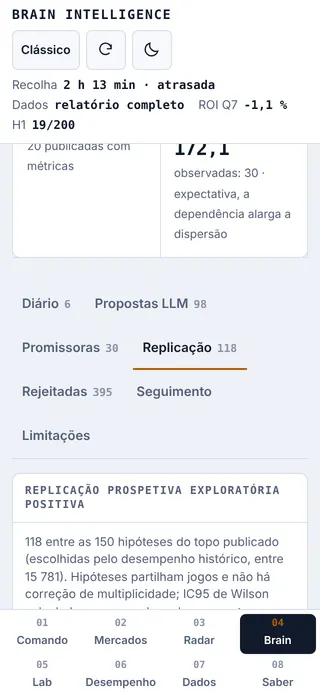 BRAIN INTELLIGENCE
Clássico
Recolha 2 h 13 min · atrasada
Dados relatório completo ROI Q7 -1,1 %
H1 19/200
20 publicadas com
métricas
172,1
observadas: 30 ·
expectativa, a
dependência alarga a
dispersão
Diário 6 Propostas LLM 98
Promissoras 30 Replicação 118
Rejeitadas 395 Seguimento
Limitações
REPLICAÇÃO PROSPETIVA EXPLORATÓRIA
POSITIVA
118 entre as 150 hipóteses do topo publicado
(escolhidas pelo desempenho histórico, entre
15 781). Hipóteses partilham jogos e não há
correção de multiplicidade; IC95 de Wilson
01 02 03 04
Comando Mercados Radar Brain
05 06 07 08
Lab Desempenho Dados Saber